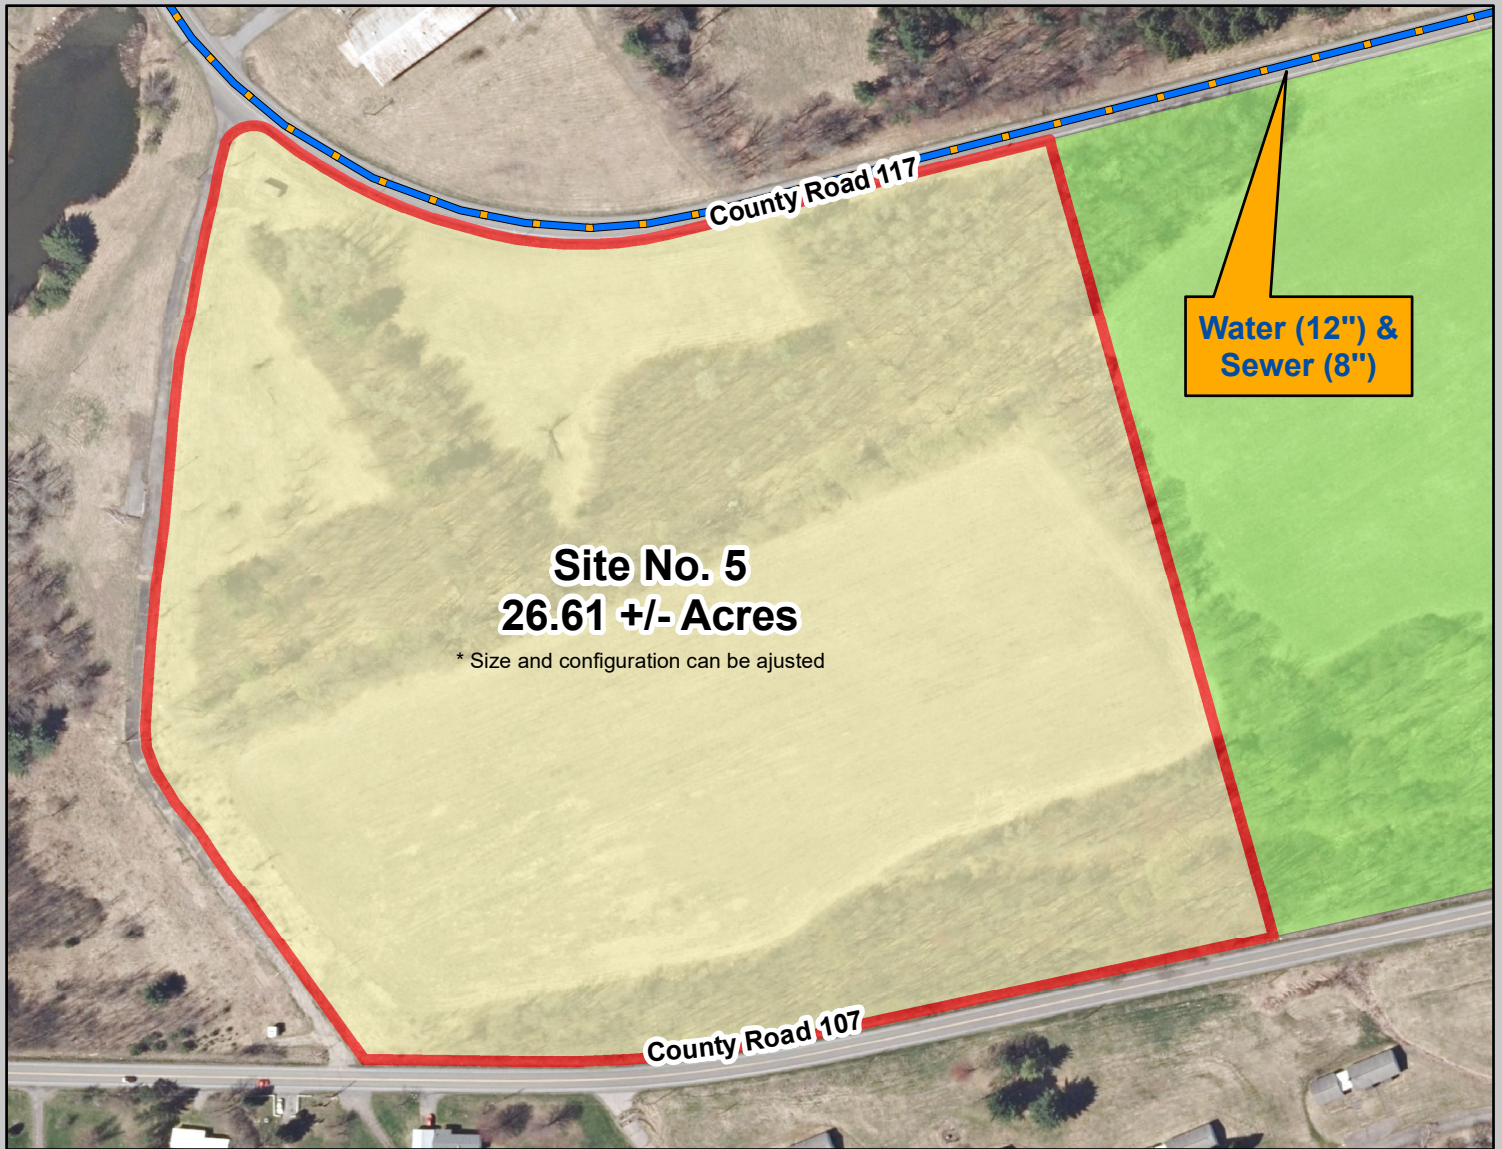 County Road 117
Water (12") &
Sewer (8")
Site No. 5
26.61 +/- Acres
* Size and configuration can be ajusted
County Road 107